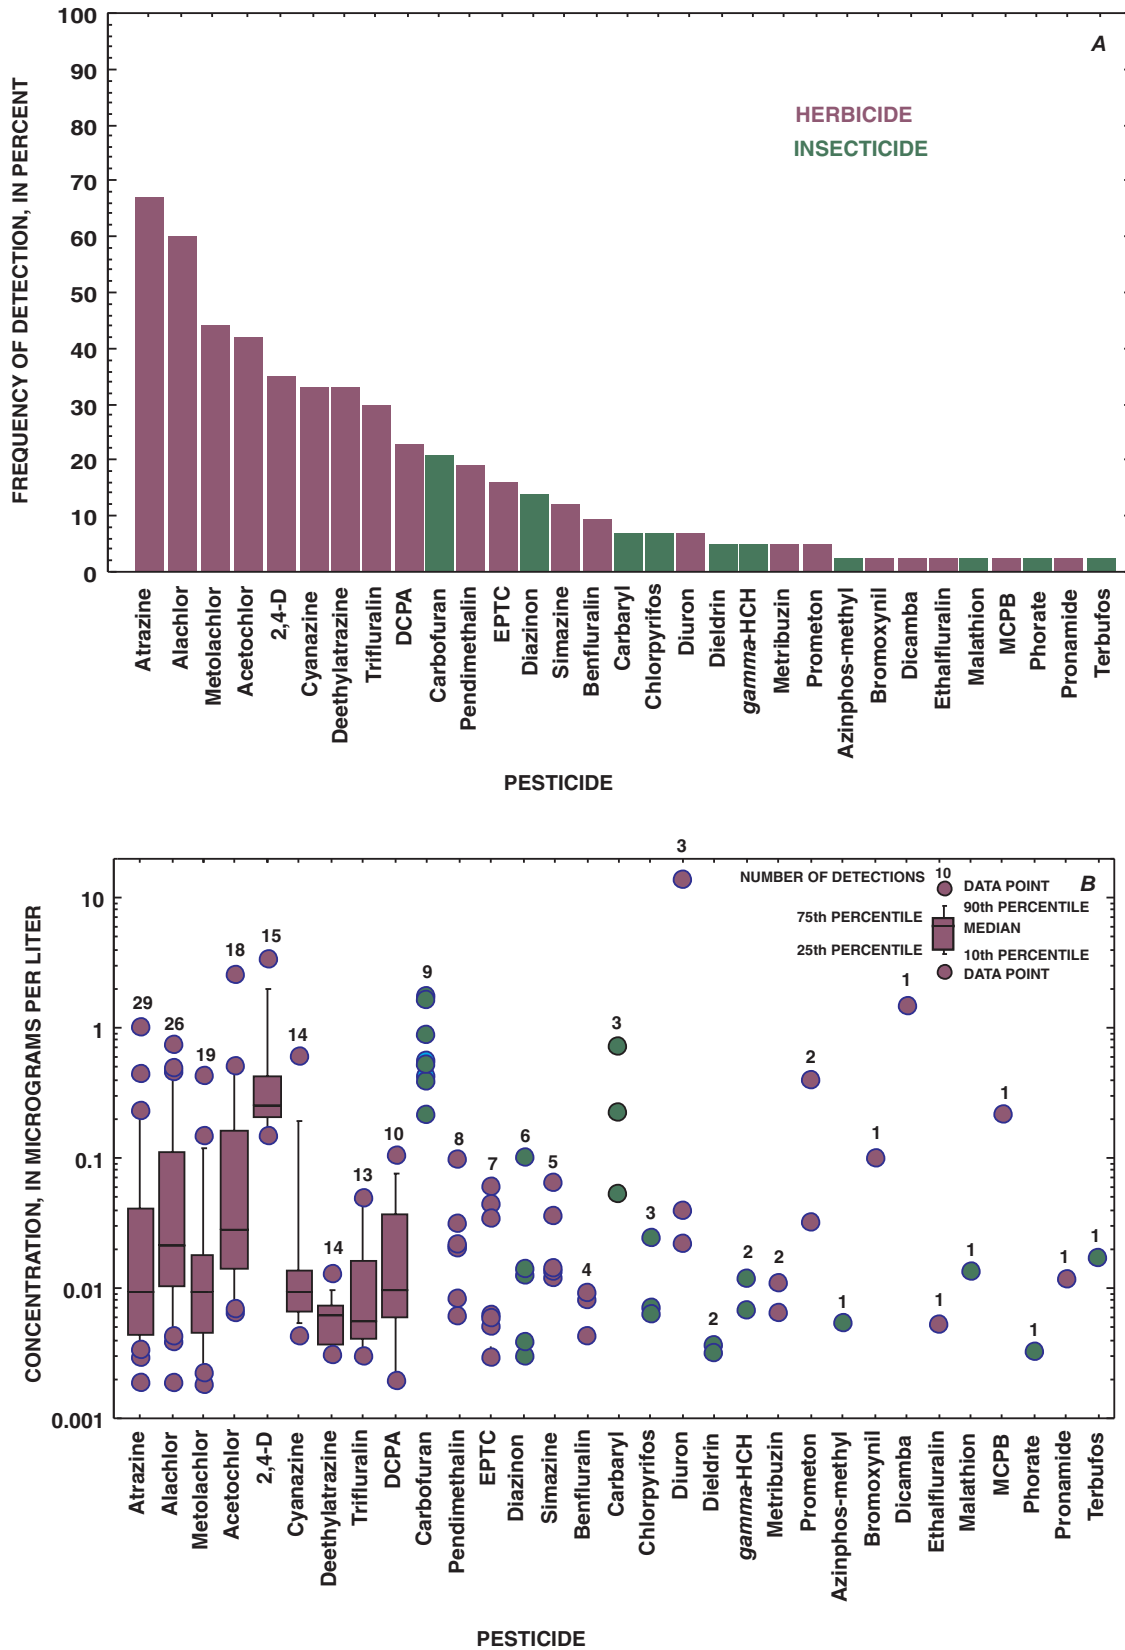 A
100
90
80
70
60
50
40
30
20
10
0
FREQUENCY OF DETECTION, IN PERCENT
HERBICIDE
INSECTICIDE
Atrazine
Alachlor
Metolachlor
Acetochlor
2,4-D
Cyanazine
Deethylatrazine
Trifluralin
DCPA
Carbofuran
Pendimethalin
EPTC
Diazinon
Simazine
Benfluralin
Carbaryl
Chlorpyrifos
Diuron
Dieldrin
gamma-HCH
Metribuzin
Prometon
Azinphos-methyl
Bromoxynil
Dicamba
Ethalfluralin
Malathion
MCPB
Phorate
Pronamide
Terbufos
PESTICIDE
B
10
1
0.1
0.01
0.001
CONCENTRATION, IN MICROGRAMS PER LITER
NUMBER OF DETECTIONS 10
DATA POINT
90th PERCENTILE
75th PERCENTILE
MEDIAN
25th PERCENTILE
10th PERCENTILE
DATA POINT
29
26
19
18
15
14
14
13
10
9
8
7
6
5
4
3
3
3
2
2
2
2
1
1
1
1
1
1
1
1
1
Atrazine
Alachlor
Metolachlor
Acetochlor
2,4-D
Cyanazine
Deethylatrazine
Trifluralin
DCPA
Carbofuran
Pendimethalin
EPTC
Diazinon
Simazine
Benfluralin
Carbaryl
Chlorpyrifos
Diuron
Dieldrin
gamma-HCH
Metribuzin
Prometon
Azinphos-methyl
Bromoxynil
Dicamba
Ethalfluralin
Malathion
MCPB
Phorate
Pronamide
Terbufos
PESTICIDE